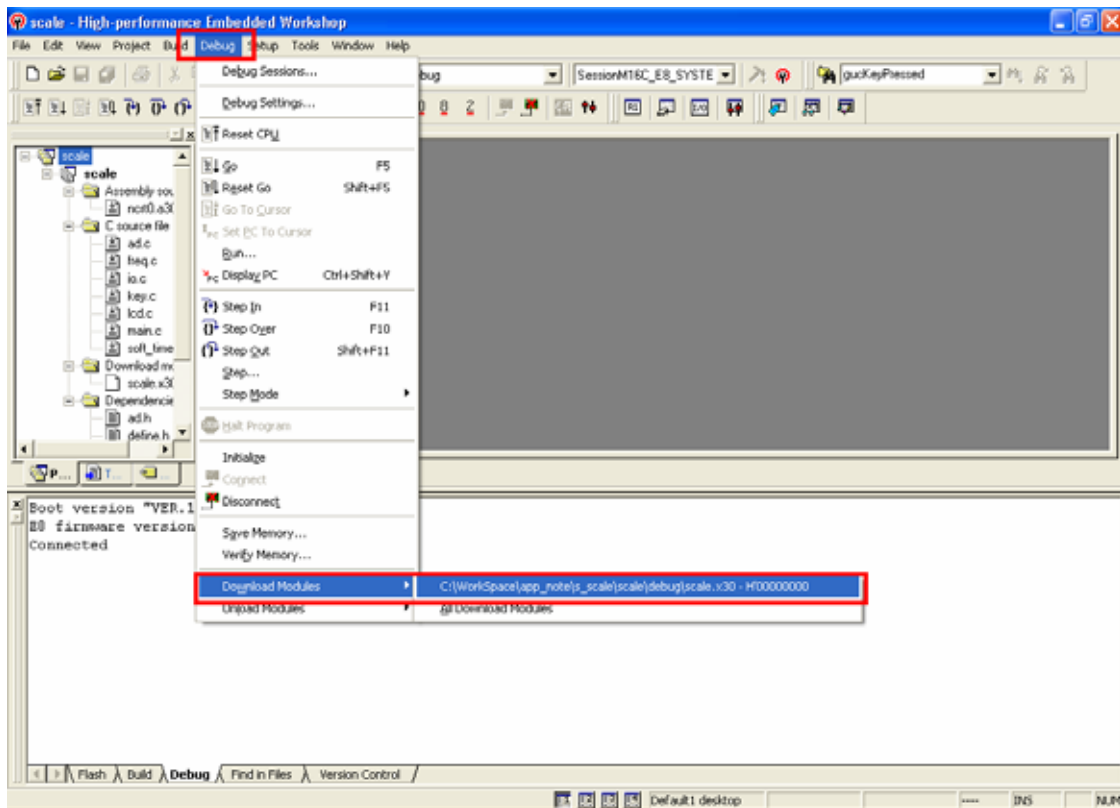 scale - High-performance Embedded Workshop
File Edit View Project Build Debug Setup Tools Window Help
SessionM16C_E8_SYSTE
gucKeyPressed
Debug Sessions...
Debug Settings...
Reset CPU
Go F5
Reset Go Shift+F5
Go To Cursor
Set PC To Cursor
Run...
Display PC Ctrl+Shift+Y
Step In F11
Step Over F10
Step Out Shift+F11
Step...
Step Mode
Halt Program
Initialize
Connect
Disconnect
Save Memory...
Verify Memory...
Download Modules
Unload Modules
C:\WorkSpace\app_note\s_scale\scale\debug\scale.x30 - H'00000000
All Download Modules
scale
scale
Assembly sou
ncrt0.a30
C source file
ad.c
freq.c
io.c
key.c
lcd.c
main.c
soft_time
Download mo
scale.x30
Dependencie
ad.h
define.h
P... T...
Boot version "VER.1
E8 firmware version
Connected
Flash Build Debug Find in Files Version Control
Default1 desktop INS NUM